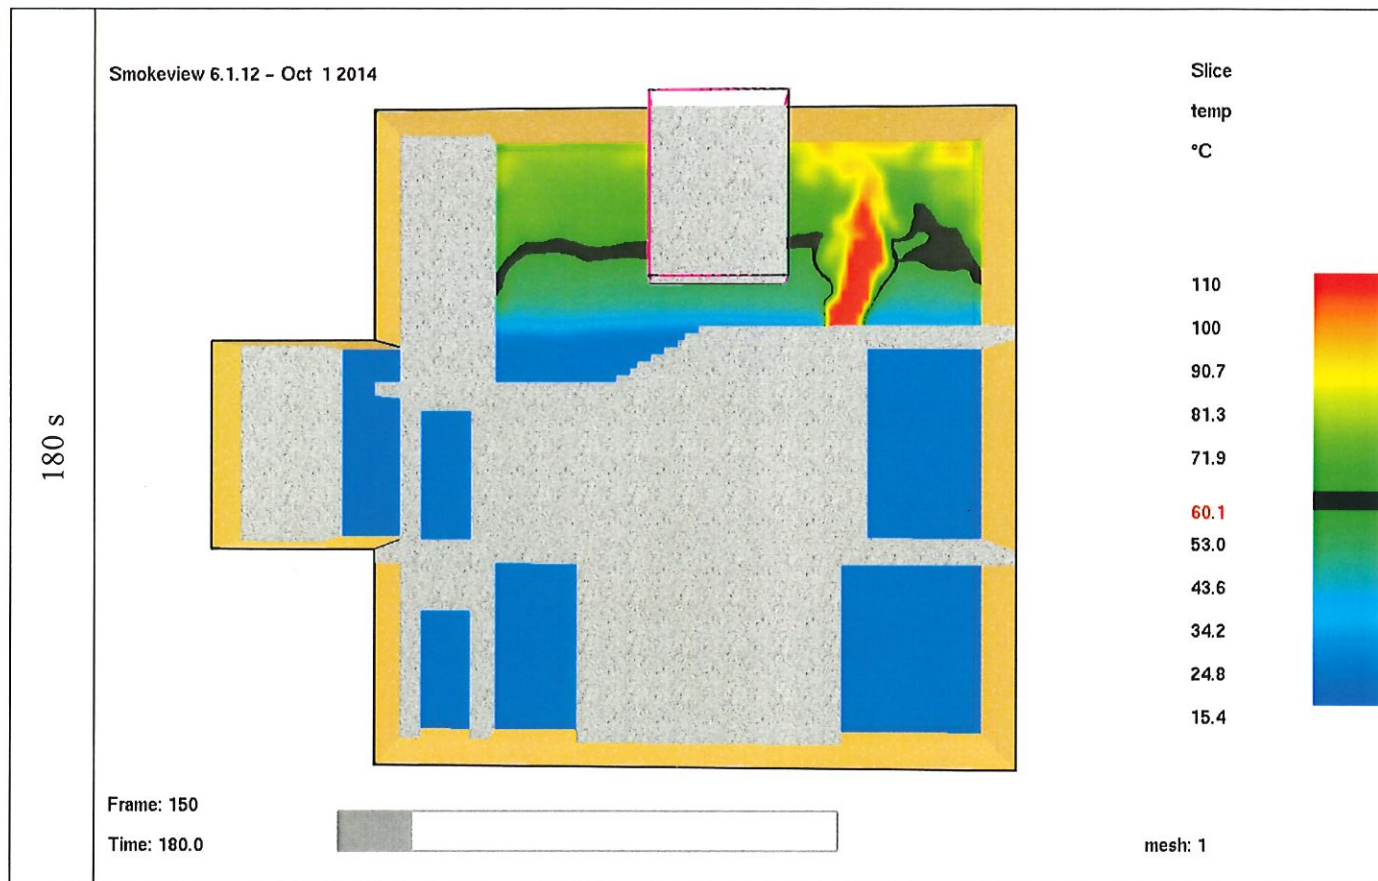 180 s
Smokeview 6.1.12 – Oct 1 2014
Slice
temp
°C
110
100
90.7
81.3
71.9
60.1
53.0
43.6
34.2
24.8
15.4
Frame: 150
Time: 180.0
mesh: 1